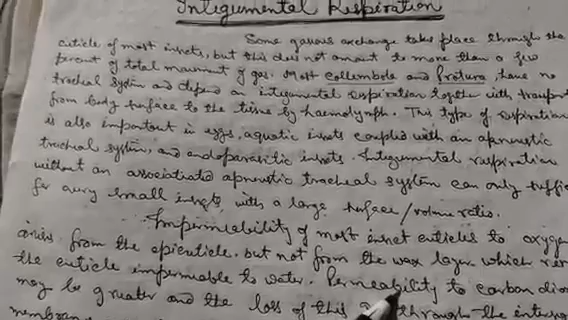 Integumental Respiration
Some gaseous exchange takes place through the
cuticle of most insects, but this does not amount to more than a few
percent of total movement of gas. Most collembola and Protura have no
tracheal system and depend on integumental respiration together with transport
from body surface to the tissue by haemolymph. This type of respiration
is also important in eggs, aquatic insects coupled with an apneustic
tracheal system, and endoparasitic insects. Integumental respiration
without an associated apneustic tracheal system can only suffic
for very small insects with a large surface/volume ratio.
Impermeability of most insect cuticles to oxygen
arises from the epicuticle, but not from the wax layer which ren
the cuticle impermeable to water. Permeability to carbon diox
may be greater and the loss of this through the interse
membrane